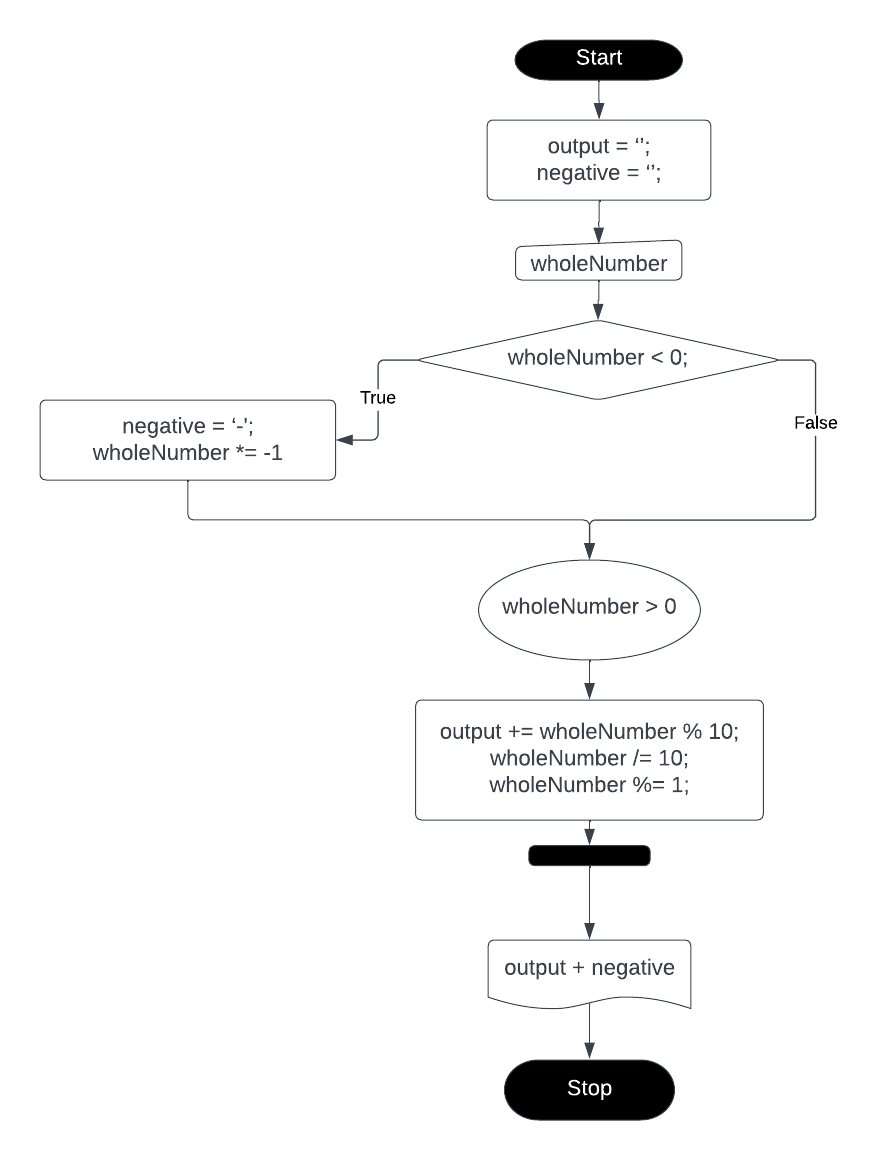 Start
output = ‘’;
negative = ‘’;
wholeNumber
wholeNumber < 0;
True
False
negative = ‘-’;
wholeNumber *= -1
wholeNumber > 0
output += wholeNumber % 10;
wholeNumber /= 10;
wholeNumber %= 1;
output + negative
Stop